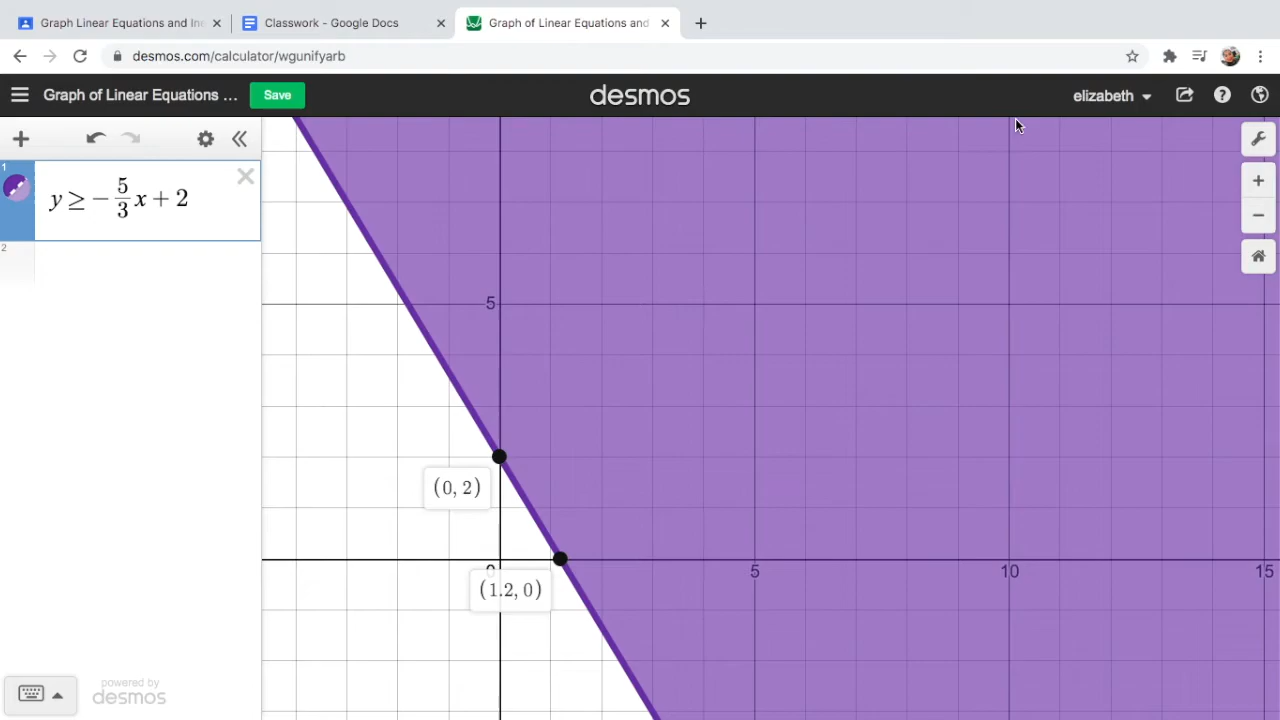 Graph Linear Equations and Ine
Classwork - Google Docs
Graph of Linear Equations and
desmos.com/calculator/wgunifyarb
Graph of Linear Equations ...
Save
desmos
elizabeth
1
y ≥ -5/3x + 2
2
5
(0, 2)
0
5
10
15
(1.2, 0)
powered by
desmos